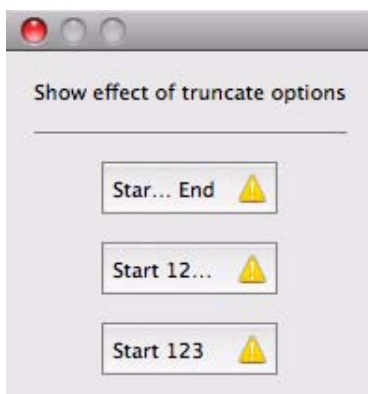 Show effect of truncate options
Star... End
Start 12...
Start 123